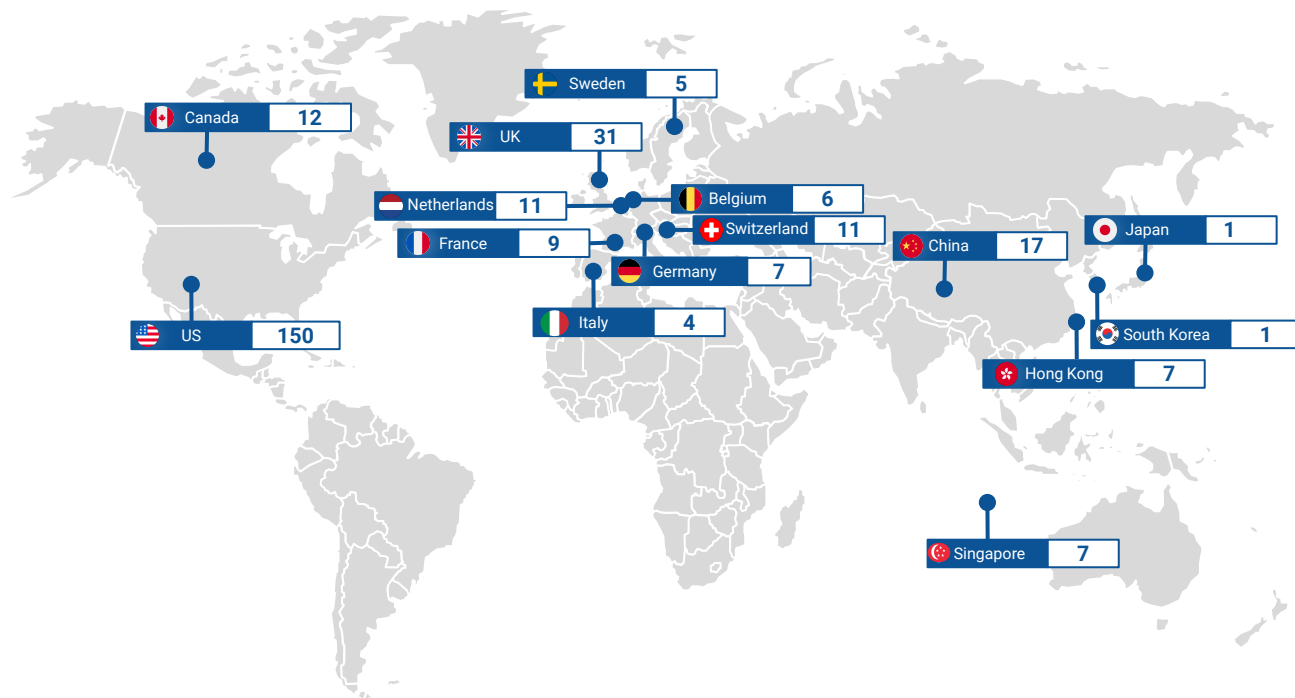 Sweden 5
Canada 12
UK 31
Netherlands 11
Belgium 6
France 9
Switzerland 11
China 17
Japan 1
Germany 7
Italy 4
US 150
South Korea 1
Hong Kong 7
Singapore 7